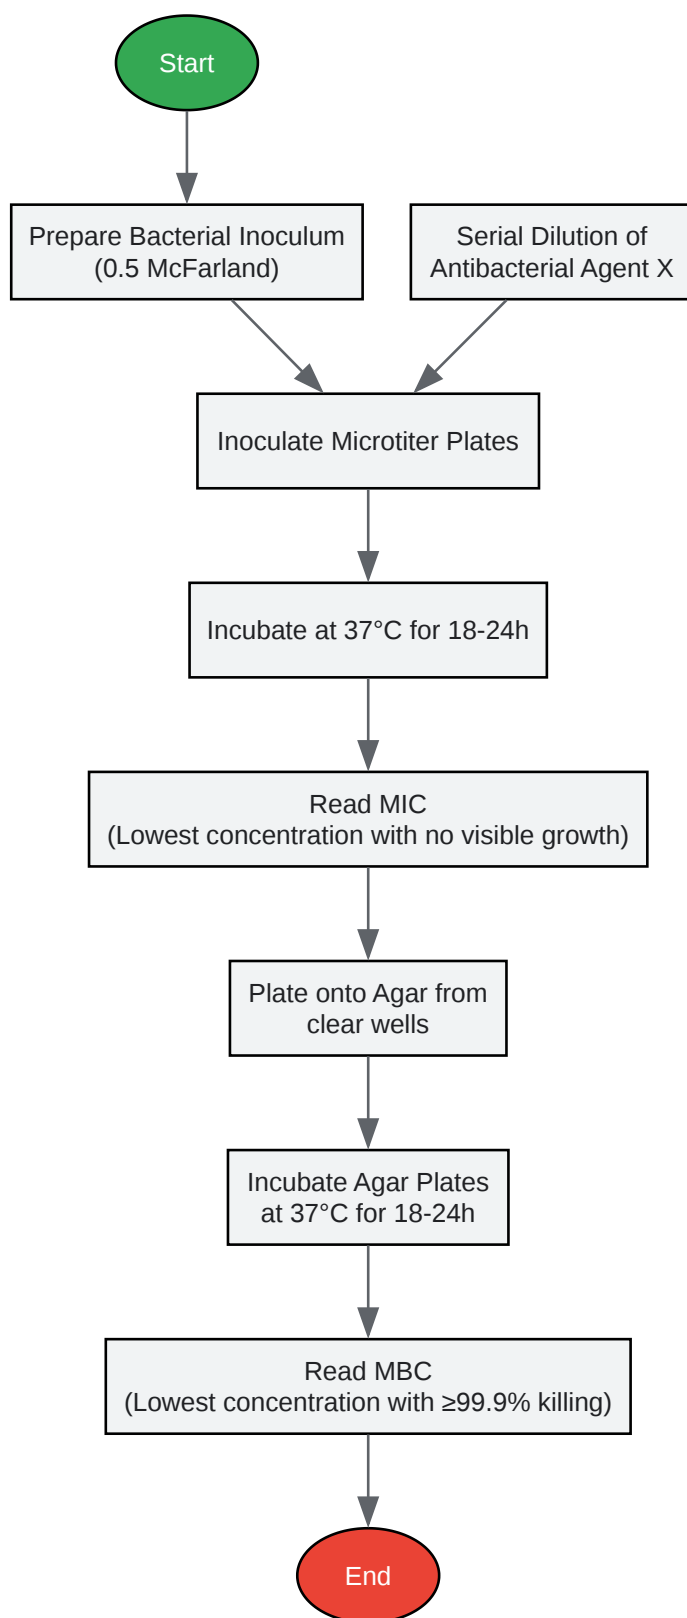 Start
Prepare Bacterial Inoculum
(0.5 McFarland)
Serial Dilution of
Antibacterial Agent X
Inoculate Microtiter Plates
Incubate at 37°C for 18-24h
Read MIC
(Lowest concentration with no visible growth)
Plate onto Agar from
clear wells
Incubate Agar Plates
at 37°C for 18-24h
Read MBC
(Lowest concentration with ≥99.9% killing)
End